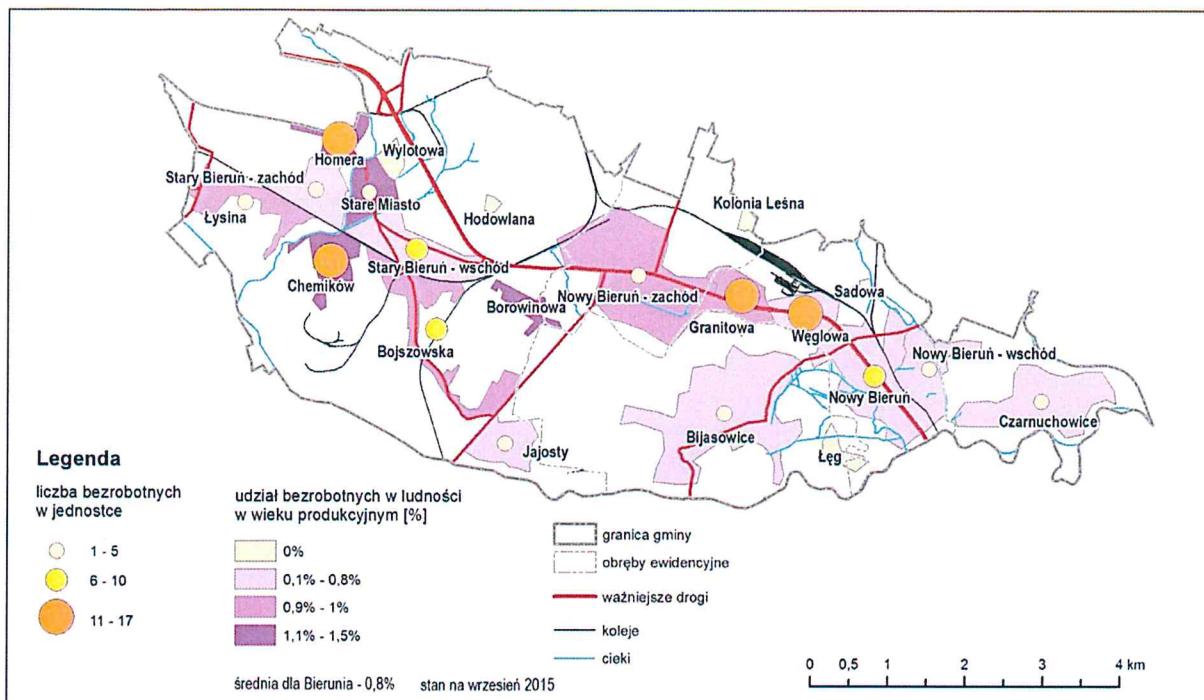 Homera
Wylotowa
Stary Bieruń - zachód
Stare Miasto
Łysina
Hodowlana
Kolonia Leśna
Chemików
Stary Bieruń - wschód
Nowy Bieruń - zachód
Sadowa
Borowinowa
Granitowa
Węglowa
Bojszowska
Nowy Bieruń - wschód
Nowy Bieruń
Czarnuchowice
Bijasowice
Jajosty
Łęg
Legenda
liczba bezrobotnych
w jednostce
1 - 5
6 - 10
11 - 17
udział bezrobotnych w ludności
w wieku produkcyjnym [%]
0%
0,1% - 0,8%
0,9% - 1%
1,1% - 1,5%
granica gminy
obręby ewidencyjne
ważniejsze drogi
koleje
cieki
średnia dla Bierunia - 0,8% stan na wrzesień 2015
0 0,5 1 2 3 4 km